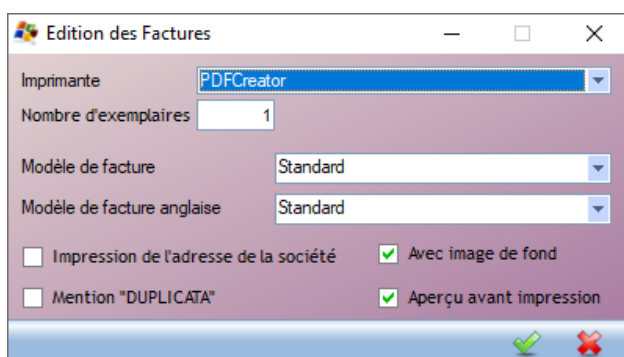 Edition des Factures
Imprimante PDFCreator
Nombre d'exemplaires 1
Modèle de facture Standard
Modèle de facture anglaise Standard
Impression de l'adresse de la société Avec image de fond
Mention "DUPLICATA" Aperçu avant impression